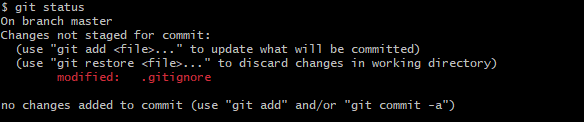 $ git status
On branch master
Changes not staged for commit:
  (use "git add <file>..." to update what will be committed)
  (use "git restore <file>..." to discard changes in working directory)
        modified:   .gitignore

no changes added to commit (use "git add" and/or "git commit -a")